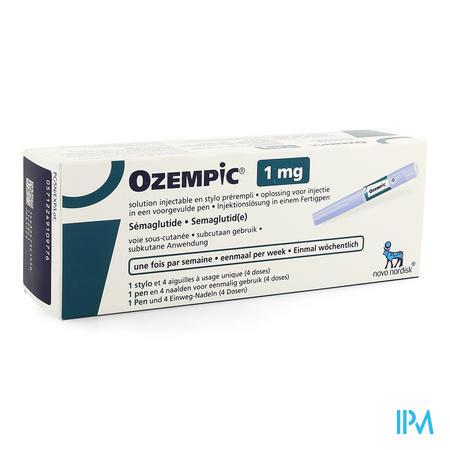 OZEMPIC® 1 mg
solution injectable en stylo prérempli • oplossing voor injectie
in een voorgevulde pen • Injektionslösung in einem Fertigpen
Sémaglutide • Semaglutid(e)
voie sous-cutanée • subcutaan gebruik •
subkutane Anwendung
une fois par semaine • eenmaal per week • Einmal wöchentlich
1 stylo et 4 aiguilles à usage unique (4 doses)
1 pen en 4 naalden voor eenmalig gebruik (4 doses)
1 Pen und 4 Einweg-Nadeln (4 Dosen)
OZEMPIC®
novo nordisk®
IPM